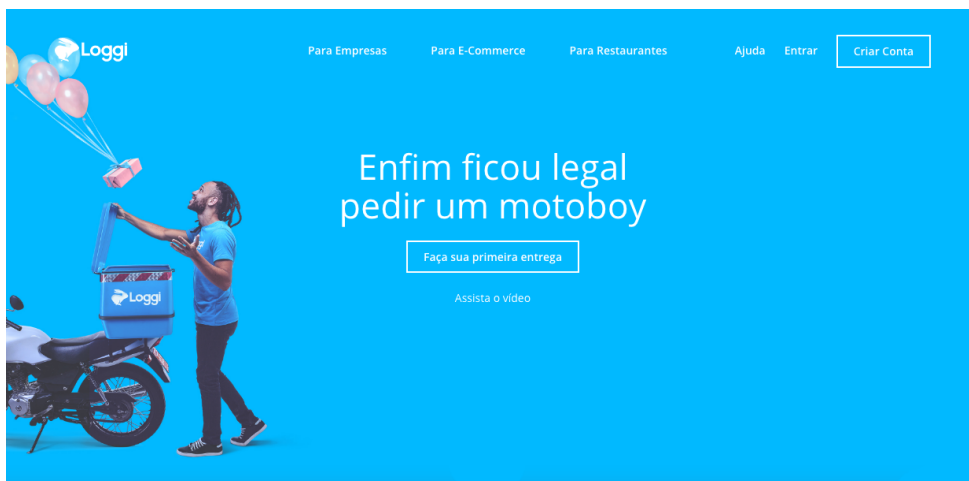 Loggi
Para Empresas
Para E-Commerce
Para Restaurantes
Ajuda
Entrar
Criar Conta
Enfim ficou legal
pedir um motoboy
Faça sua primeira entrega
Assista o vídeo
Loggi